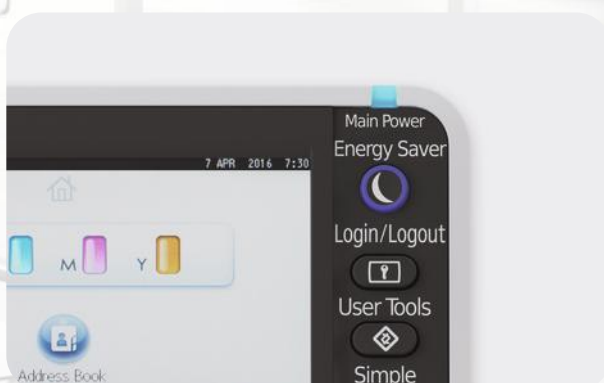 Main Power
Energy Saver
7 APR 2016 7:30
Login/Logout
M
Y
User Tools
Address Book
Simple